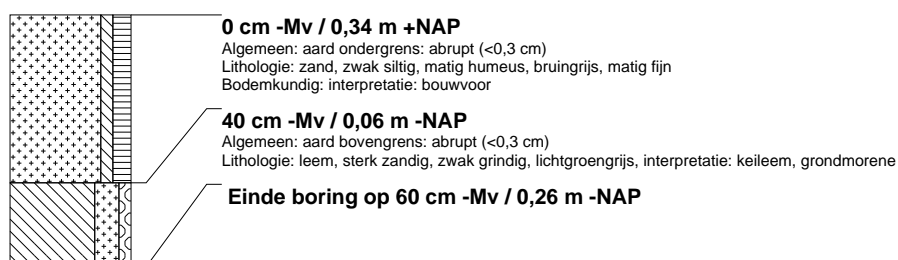 0 cm -Mv / 0,34 m +NAP
Algemeen: aard ondergrens: abrupt (<0,3 cm)
Lithologie: zand, zwak siltig, matig humeus, bruingrijs, matig fijn
Bodemkundig: interpretatie: bouwvoor
40 cm -Mv / 0,06 m -NAP
Algemeen: aard bovengrens: abrupt (<0,3 cm)
Lithologie: leem, sterk zandig, zwak grindig, lichtgroengrijs, interpretatie: keileem, grondmorene
Einde boring op 60 cm -Mv / 0,26 m -NAP